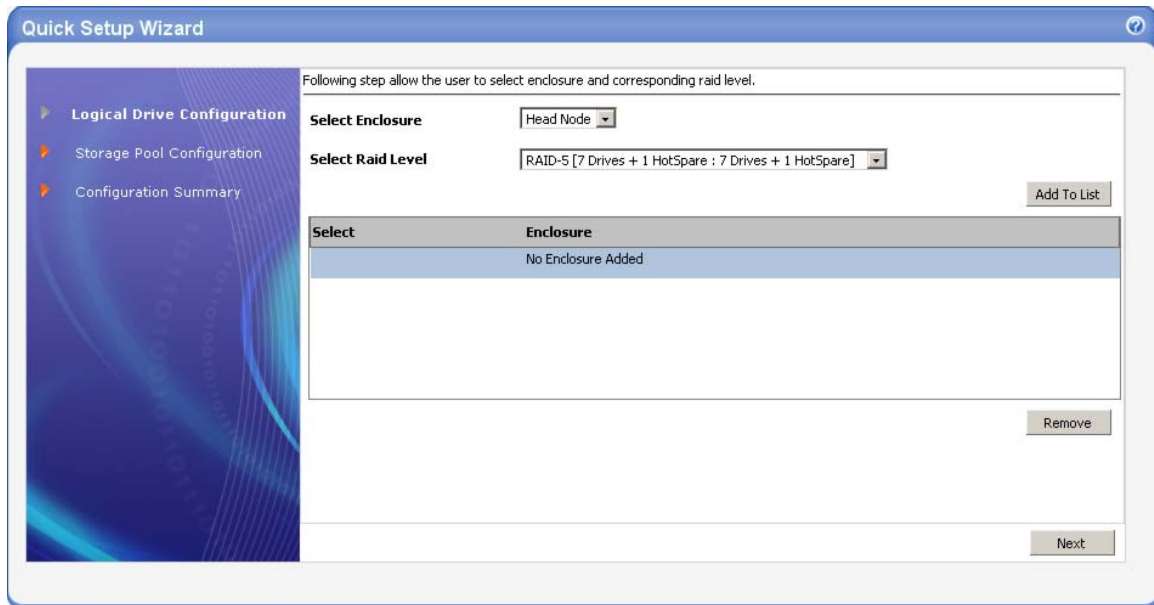 Quick Setup Wizard
Logical Drive Configuration
Storage Pool Configuration
Configuration Summary
Following step allow the user to select enclosure and corresponding raid level.
Select Enclosure
Head Node
Select Raid Level
RAID-5 [7 Drives + 1 HotSpare : 7 Drives + 1 HotSpare]
Add To List
Select Enclosure
No Enclosure Added
Remove
Next